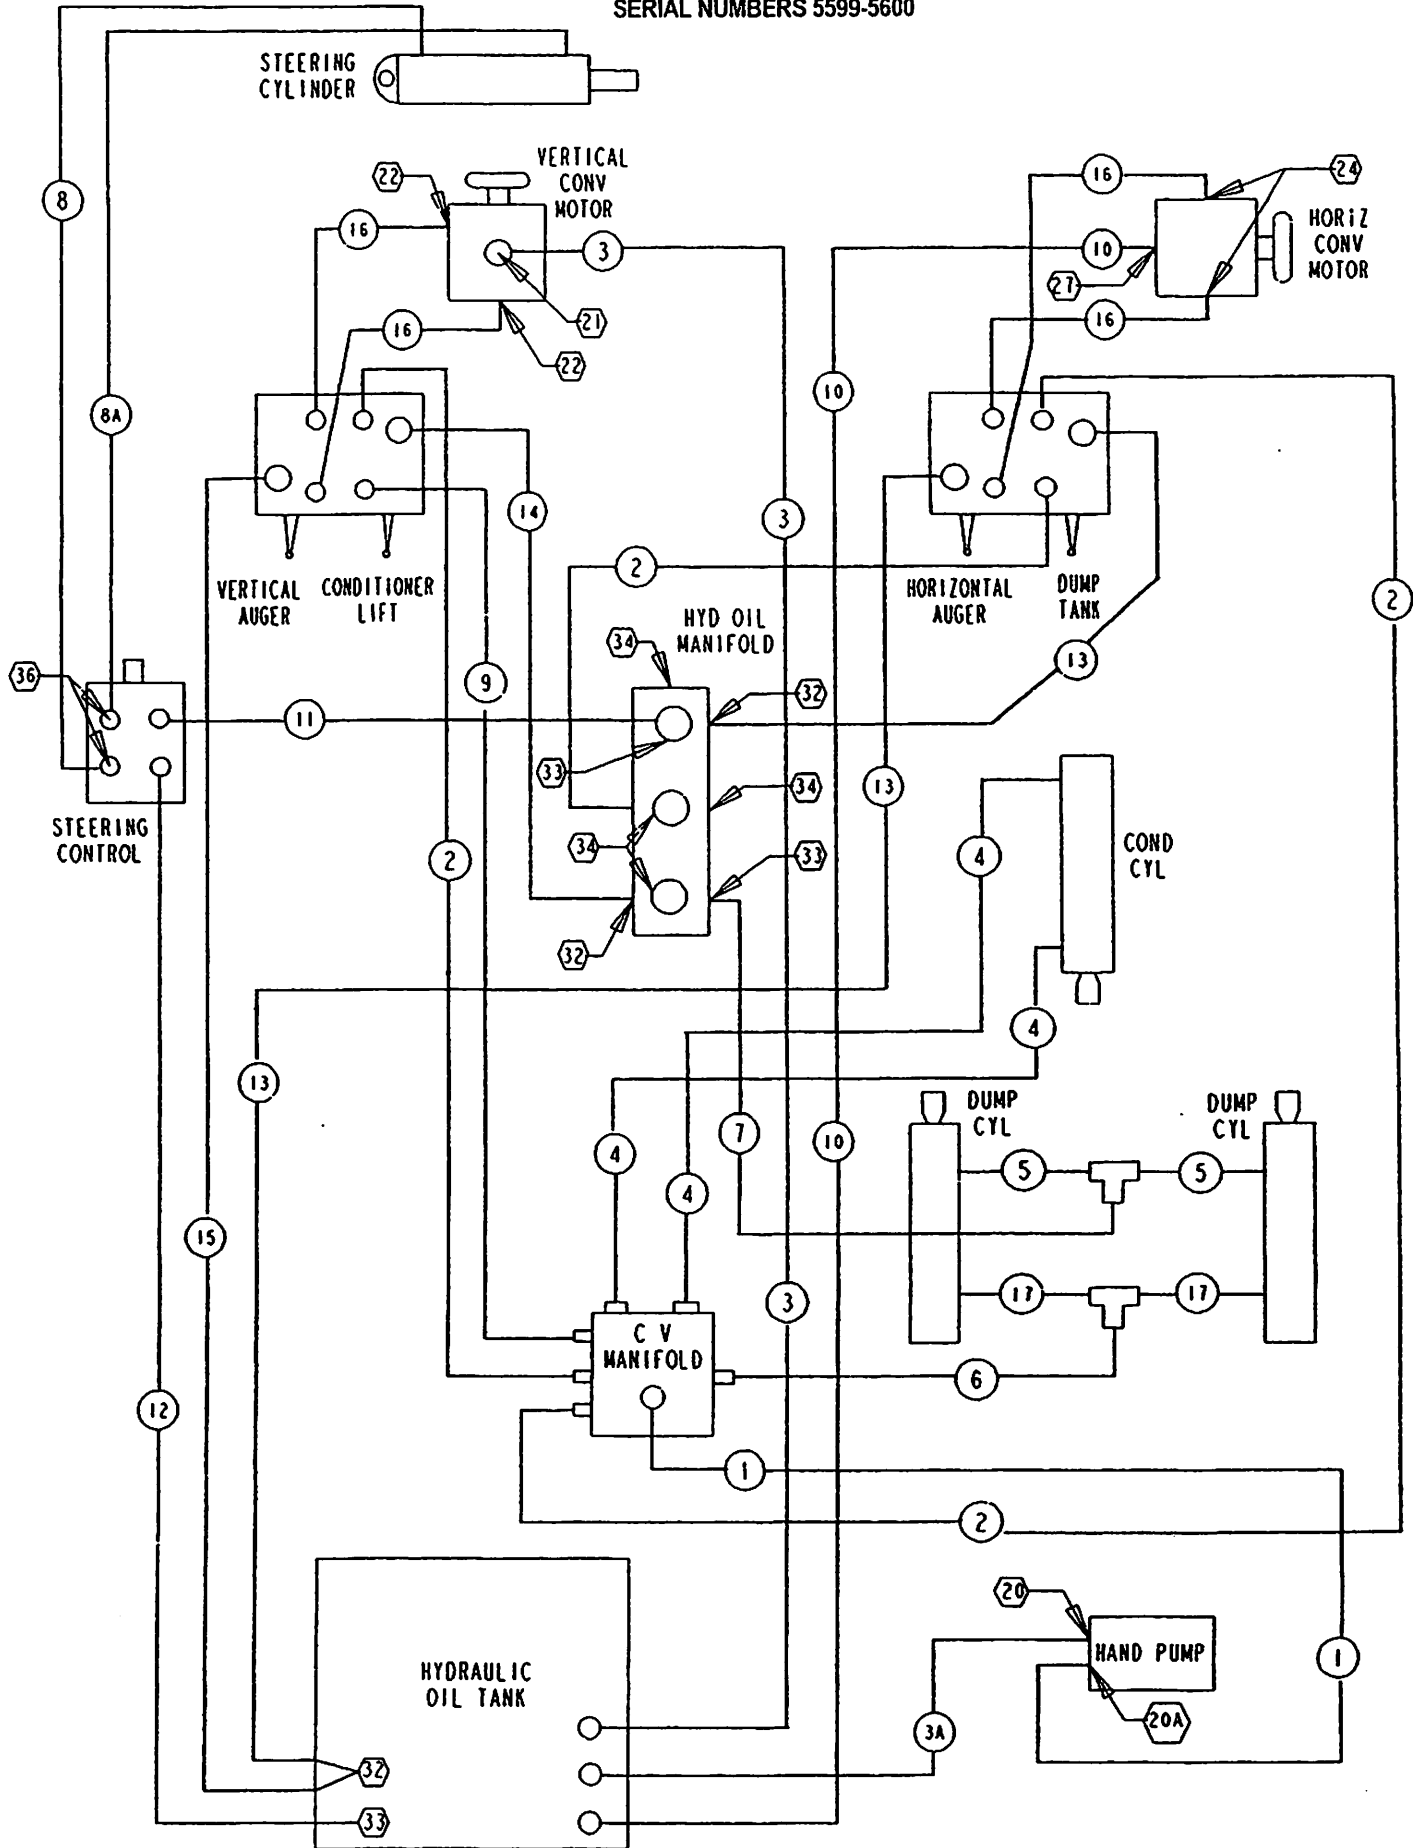 SERIAL NUMBERS 5599-5600
STEERING
CYLINDER
8
22
VERTICAL
CONV
MOTOR
16
3
21
16
22
16
24
10
HORIZ
CONV
MOTOR
27
16
10
8A
14
3
VERTICAL
AUGER
CONDITIONER
LIFT
2
HORIZONTAL
AUGER
DUMP
TANK
2
HYD OIL
MANIFOLD
34
36
9
32
13
11
33
34
13
STEERING
CONTROL
2
34
33
4
COND
CYL
32
4
13
7
10
4
4
DUMP
CYL
DUMP
CYL
5
5
15
17
17
3
C V
MANIFOLD
6
12
1
2
20
HAND PUMP
1
20A
3A
HYDRAULIC
OIL TANK
32
33